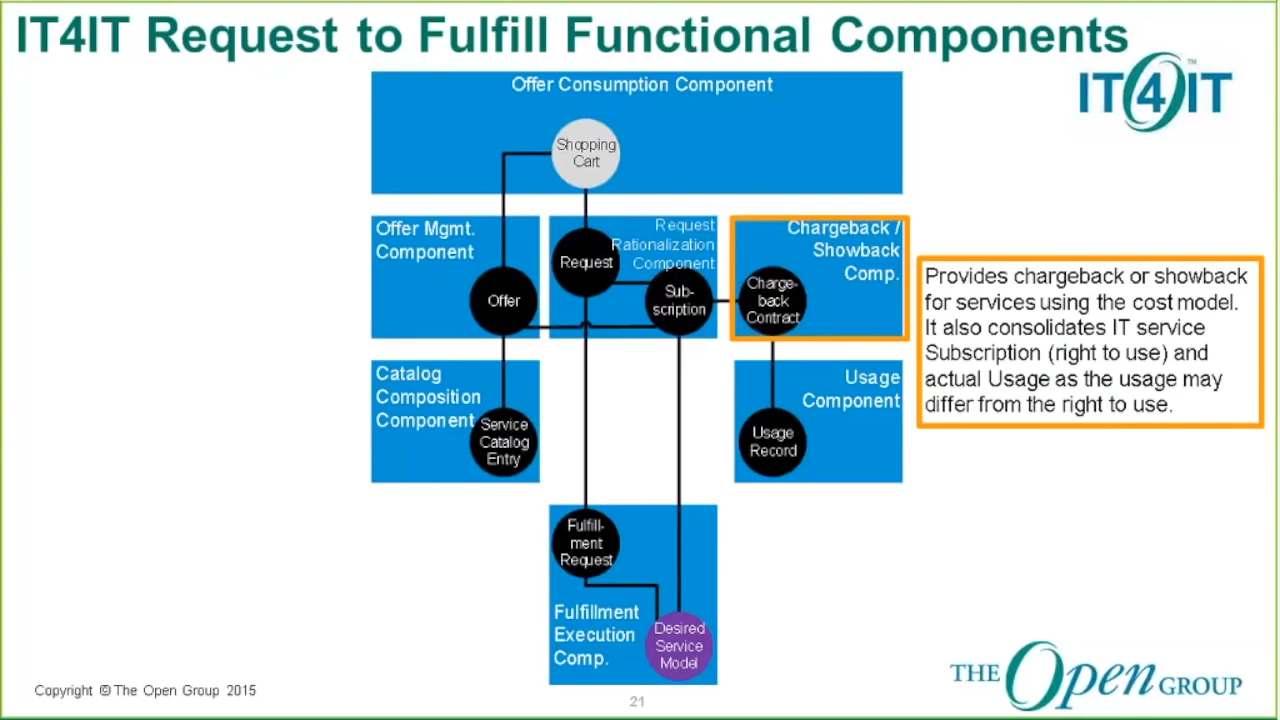 IT4IT Request to Fulfill Functional Components
IT4IT™
Offer Consumption Component
Shopping
Cart
Offer Mgmt.
Component
Offer
Request
Rationalization
Component
Request
Sub-
scription
Chargeback /
Showback
Comp.
Charge-
back
Contract
Provides chargeback or showback
for services using the cost model.
It also consolidates IT service
Subscription (right to use) and
actual Usage as the usage may
differ from the right to use.
Catalog
Composition
Component
Service
Catalog
Entry
Usage
Component
Usage
Record
Fulfill-
ment
Request
Fulfillment
Execution
Comp.
Desired
Service
Model
Copyright © The Open Group 2015
21
THE Open GROUP